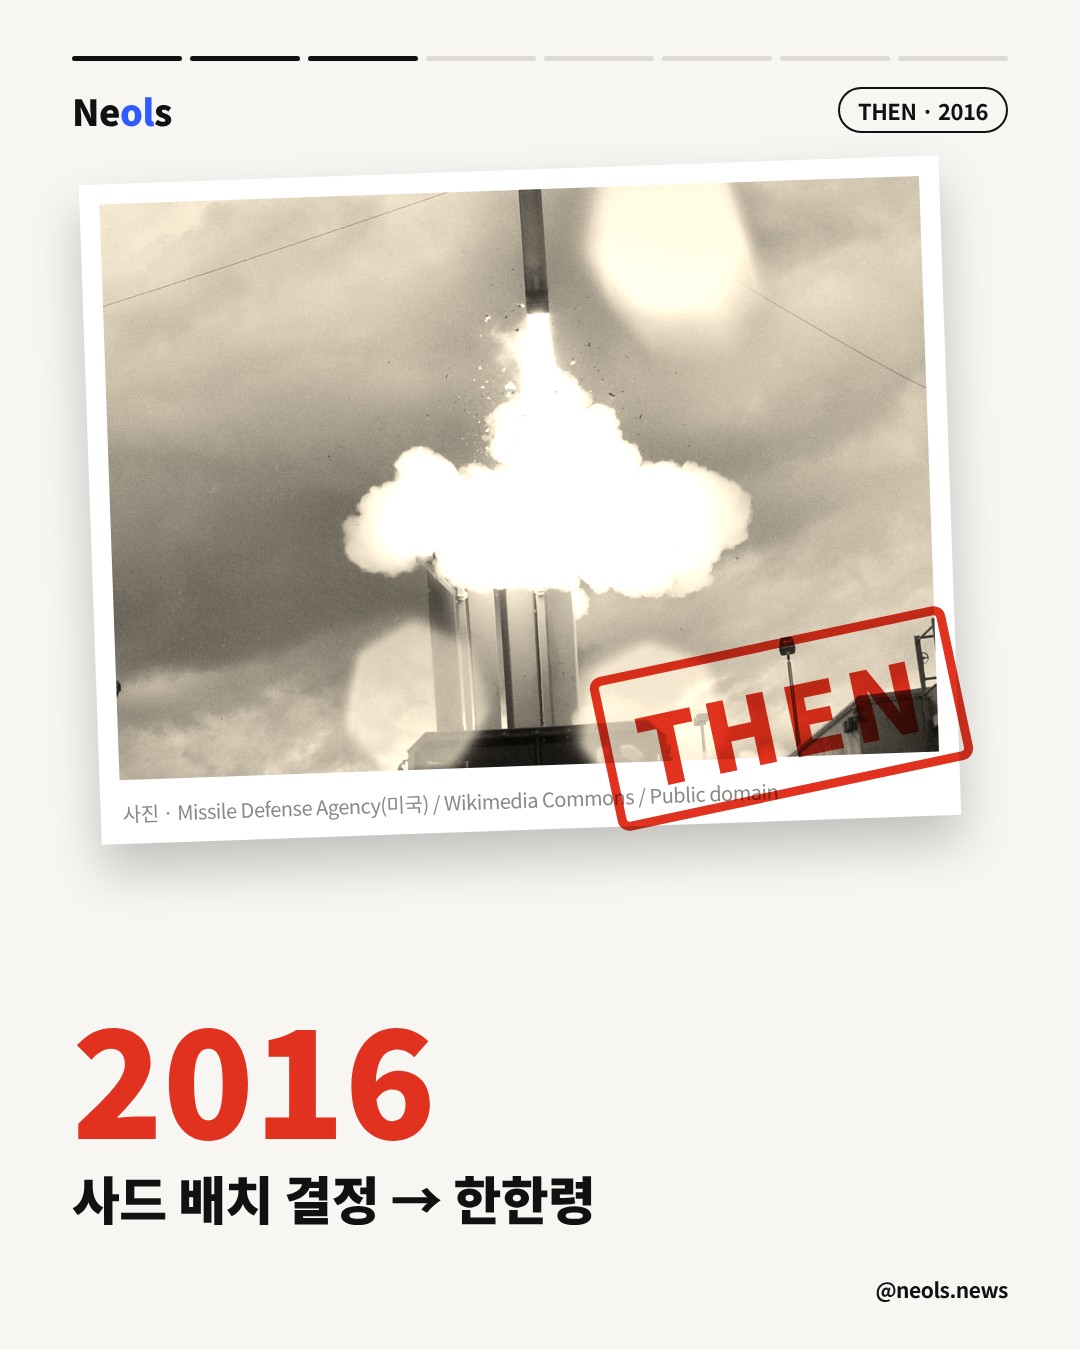 Neols
THEN · 2016
THEN
사진 · Missile Defense Agency(미국) / Wikimedia Commons / Public domain
2016
사드 배치 결정 → 한한령
@neols.news